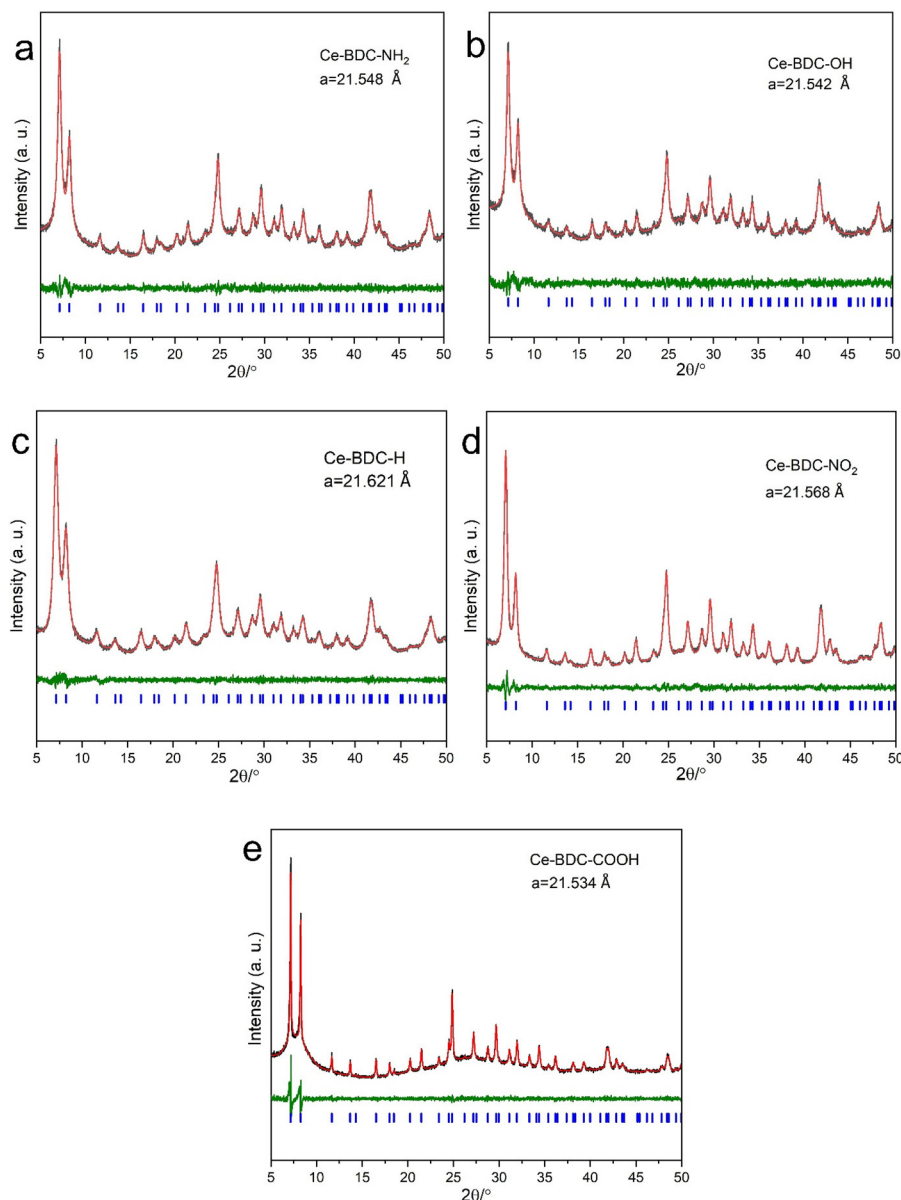 a
Ce-BDC-NH₂
a=21.548 Å
Intensity (a. u.)
5 10 15 20 25 30 35 40 45 50
2θ/°
b
Ce-BDC-OH
a=21.542 Å
Intensity (a. u.)
5 10 15 20 25 30 35 40 45 50
2θ/°
c
Ce-BDC-H
a=21.621 Å
Intensity (a. u.)
5 10 15 20 25 30 35 40 45 50
2θ/°
d
Ce-BDC-NO₂
a=21.568 Å
Intensity (a. u.)
5 10 15 20 25 30 35 40 45 50
2θ/°
e
Ce-BDC-COOH
a=21.534 Å
Intensity (a. u.)
5 10 15 20 25 30 35 40 45 50
2θ/°